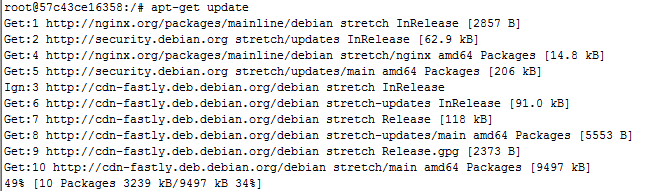 root@57c43ce16358:/# apt-get update
Get:1 http://nginx.org/packages/mainline/debian stretch InRelease [2857 B]
Get:2 http://security.debian.org stretch/updates InRelease [62.9 kB]
Get:4 http://nginx.org/packages/mainline/debian stretch/nginx amd64 Packages [14.8 kB]
Get:5 http://security.debian.org stretch/updates/main amd64 Packages [206 kB]
Ign:3 http://cdn-fastly.deb.debian.org/debian stretch InRelease
Get:6 http://cdn-fastly.deb.debian.org/debian stretch-updates InRelease [91.0 kB]
Get:7 http://cdn-fastly.deb.debian.org/debian stretch Release [118 kB]
Get:8 http://cdn-fastly.deb.debian.org/debian stretch-updates/main amd64 Packages [5553 B]
Get:9 http://cdn-fastly.deb.debian.org/debian stretch Release.gpg [2373 B]
Get:10 http://cdn-fastly.deb.debian.org/debian stretch/main amd64 Packages [9497 kB]
49% [10 Packages 3239 kB/9497 kB 34%]